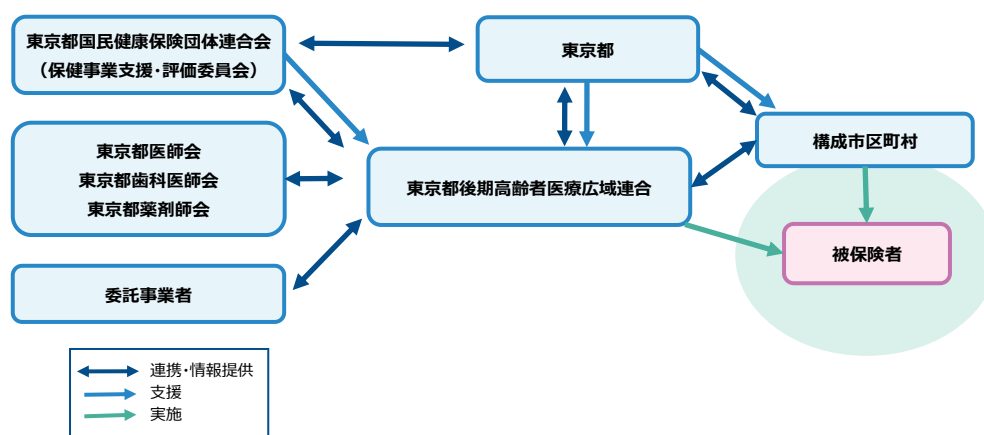 東京都国民健康保険団体連合会
（保健事業支援・評価委員会）
東京都
構成市区町村
東京都医師会
東京都歯科医師会
東京都薬剤師会
東京都後期高齢者医療広域連合
被保険者
委託事業者
連携・情報提供
支援
実施